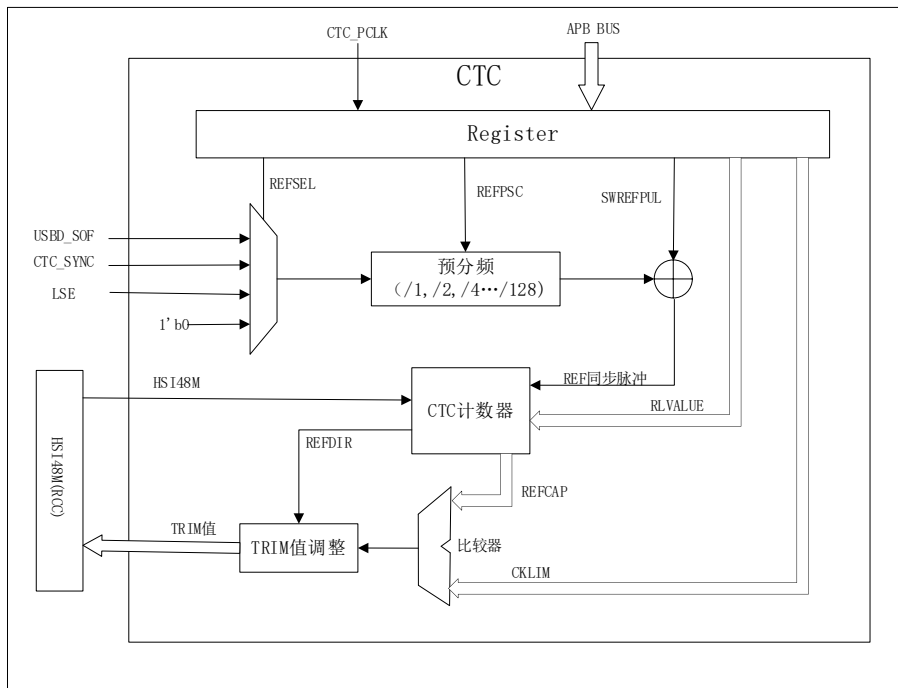 CTC_PCLK
APB BUS
CTC
Register
REFSEL
REFPSC
SWREFPUL
USBD_SOF
CTC_SYNC
LSE
1'b0
预分频
（/1,/2,/4…/128）
HSI48M
REF同步脉冲
CTC计数器
RLVALUE
REFDIR
REFCAP
HSI48M(RCC)
TRIM值
TRIM值调整
比较器
CKLIM